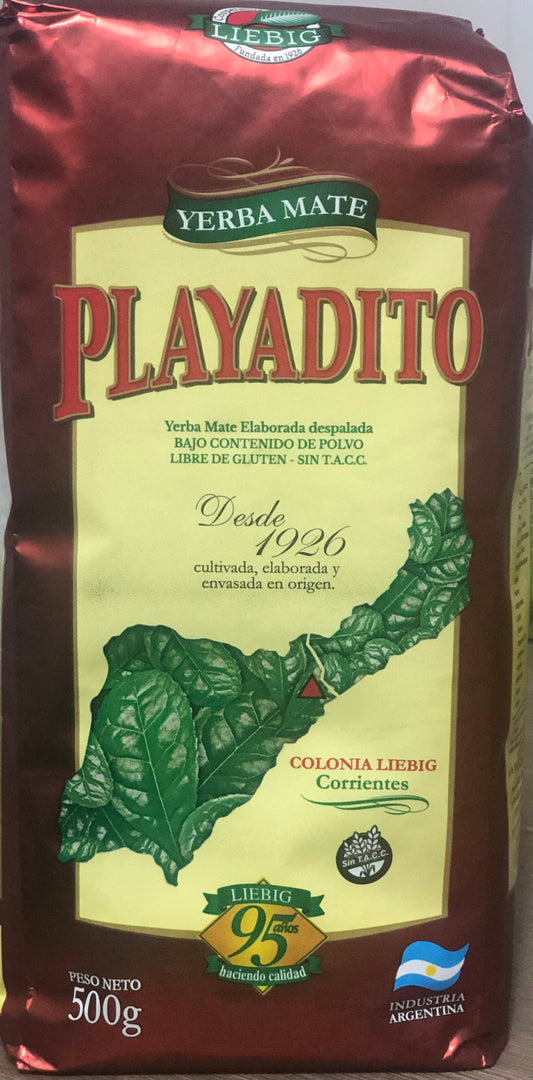 LIEBIG
Fundada en 1926
YERBA MATE
PLAYADITO
Yerba Mate Elaborada despalada
BAJO CONTENIDO DE POLVO
LIBRE DE GLUTEN - SIN T.A.C.C.
Desde
1926
cultivada, elaborada y
envasada en origen.
COLONIA LIEBIG
Corrientes
Sin T.A.C.C.
LIEBIG
95 años
haciendo calidad
PESO NETO
500g
INDUSTRIA
ARGENTINA